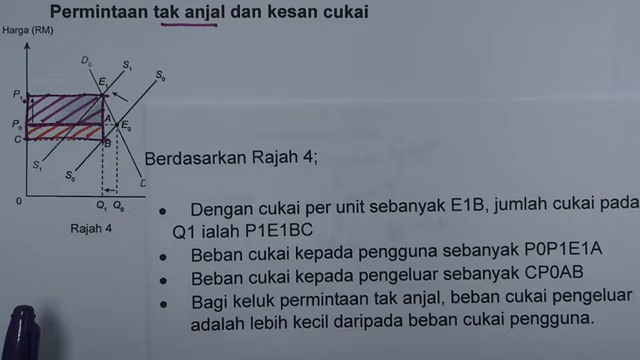 Permintaan tak anjal dan kesan cukai
Harga (RM)
D₀
S₁
S₀
E₁
P₁
P₀
A
E₀
C
B
S₁
S₀
D
0
Q₁ Q₀
Rajah 4
Berdasarkan Rajah 4;
• Dengan cukai per unit sebanyak E1B, jumlah cukai pada
Q1 ialah P1E1BC
• Beban cukai kepada pengguna sebanyak P0P1E1A
• Beban cukai kepada pengeluar sebanyak CP0AB
• Bagi keluk permintaan tak anjal, beban cukai pengeluar
adalah lebih kecil daripada beban cukai pengguna.